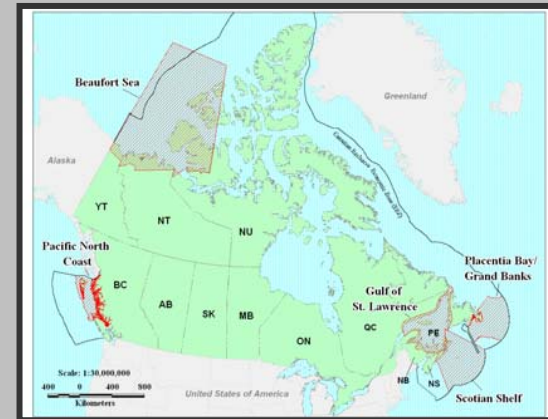 Beaufort Sea
Greenland
Alaska
Canadian Exclusive Economic Zone (EEZ)
YT
NT
NU
Pacific North
Coast
Placentia Bay/
Grand Banks
BC
Gulf of
St. Lawrence
AB
SK
MB
QC
PE
ON
Scale: 1:30,000,000
400 0 400 800
Kilometers
United States of America
NB
NS
Scotian Shelf